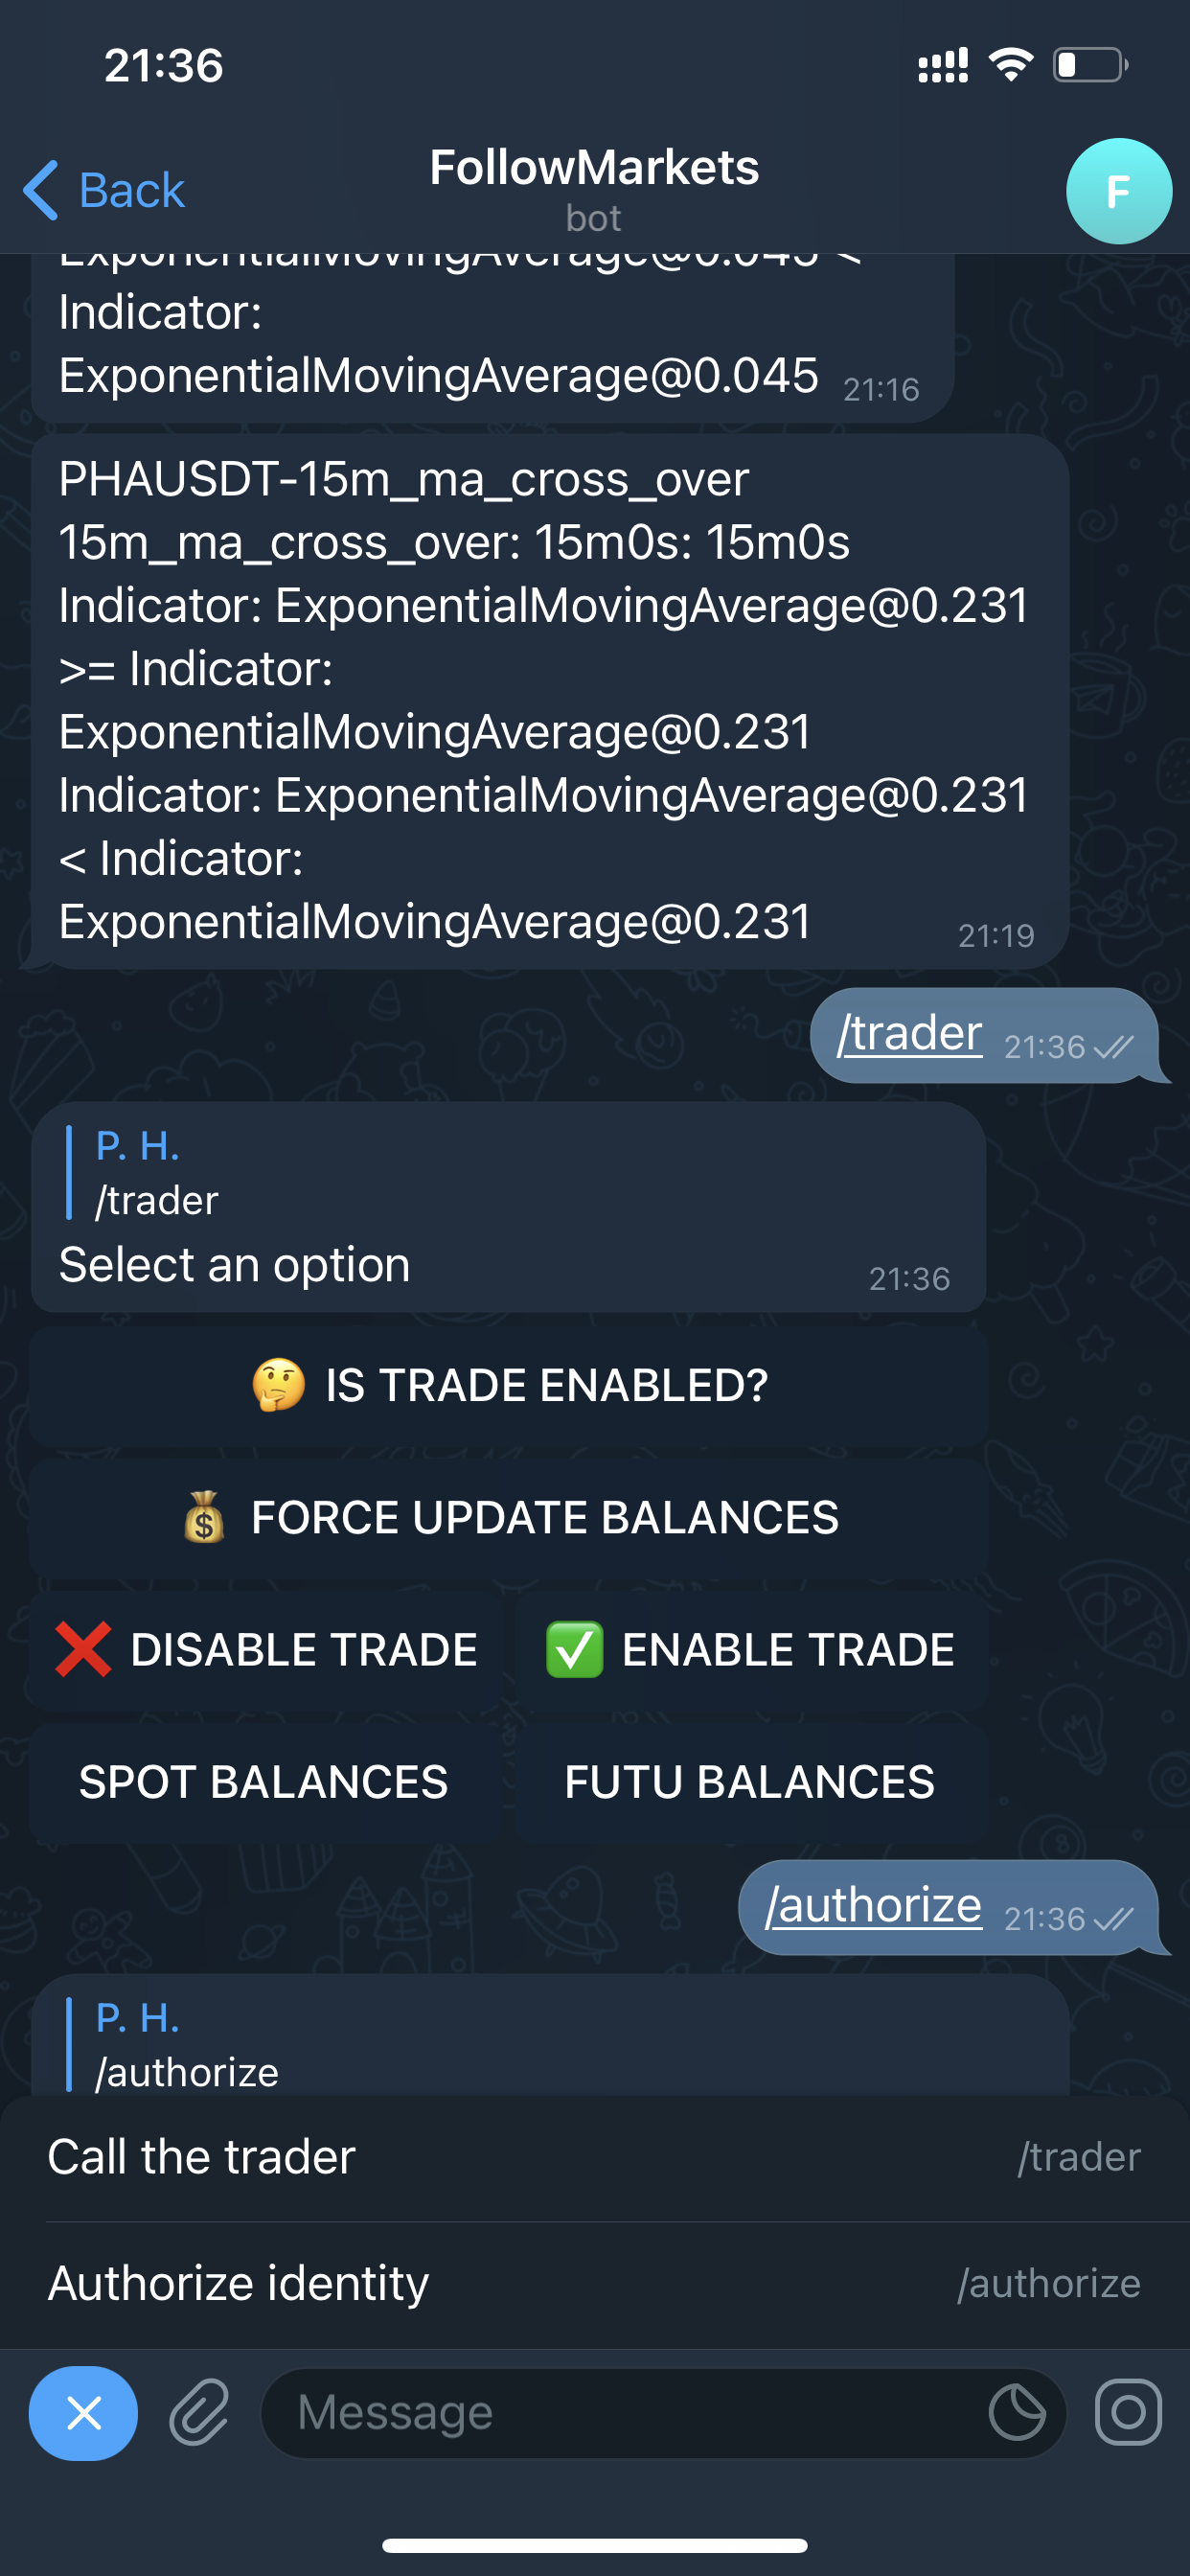 21:36
Back
FollowMarkets
bot
F
ExponentialMovingAverage@0.045 <
Indicator:
ExponentialMovingAverage@0.045 21:16
PHAUSDT-15m_ma_cross_over
15m_ma_cross_over: 15m0s: 15m0s
Indicator: ExponentialMovingAverage@0.231
>= Indicator:
ExponentialMovingAverage@0.231
Indicator: ExponentialMovingAverage@0.231
< Indicator:
ExponentialMovingAverage@0.231 21:19
/trader 21:36
P. H.
/trader
Select an option 21:36
🤔 IS TRADE ENABLED?
💰 FORCE UPDATE BALANCES
❌ DISABLE TRADE ✅ ENABLE TRADE
SPOT BALANCES FUTU BALANCES
/authorize 21:36
P. H.
/authorize
Call the trader /trader
Authorize identity /authorize
Message